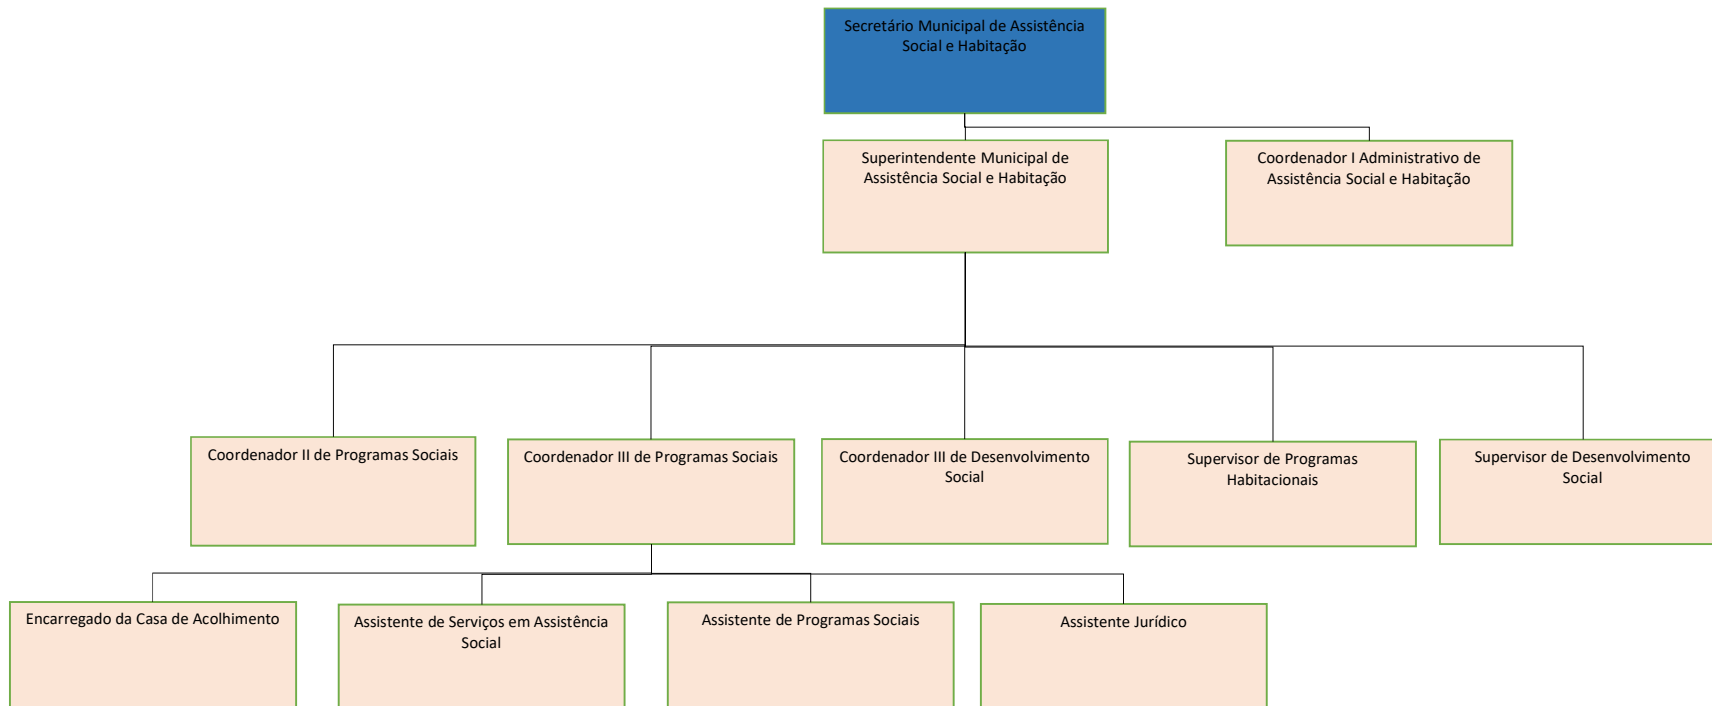 Secretário Municipal de Assistência
Social e Habitação
Superintendente Municipal de
Assistência Social e Habitação
Coordenador I Administrativo de
Assistência Social e Habitação
Coordenador II de Programas Sociais
Coordenador III de Programas Sociais
Coordenador III de Desenvolvimento
Social
Supervisor de Programas
Habitacionais
Supervisor de Desenvolvimento
Social
Encarregado da Casa de Acolhimento
Assistente de Serviços em Assistência
Social
Assistente de Programas Sociais
Assistente Jurídico